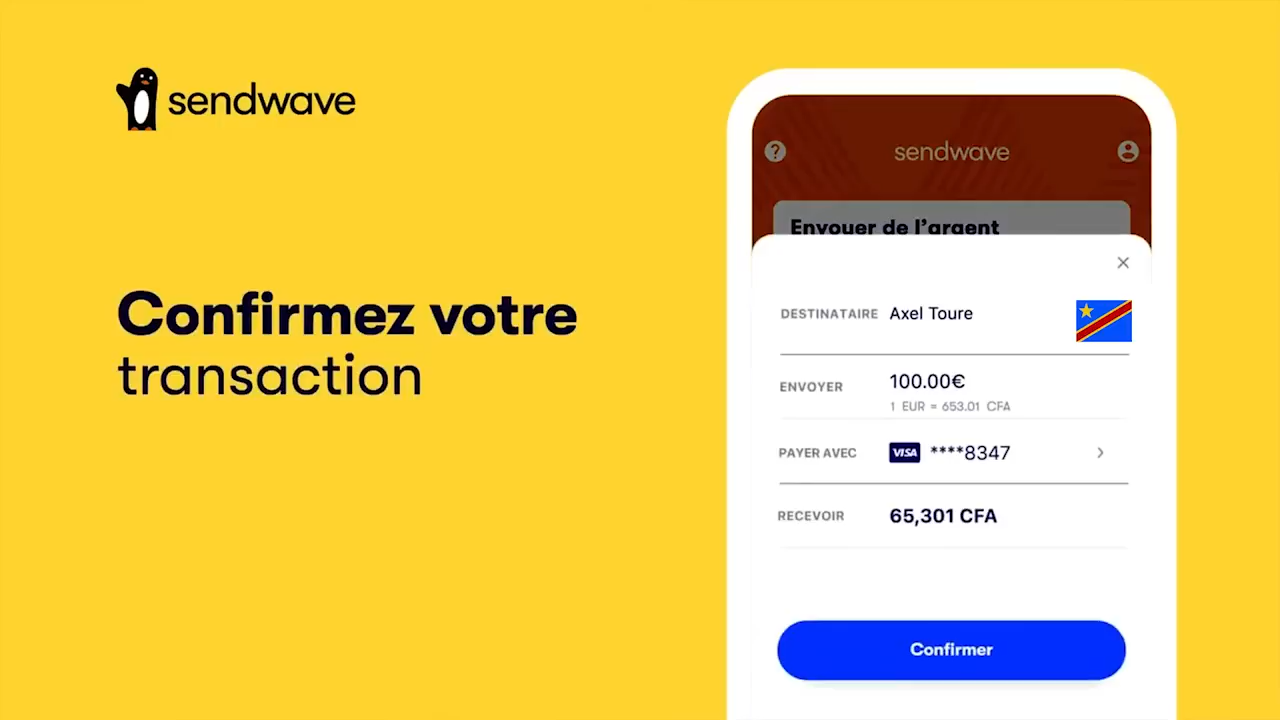 sendwave
Confirmez votre
transaction
?
sendwave
Envoyer de l'argent
DESTINATAIRE Axel Toure
ENVOYER 100.00€
1 EUR = 653.01 CFA
PAYER AVEC VISA ****8347
RECEVOIR 65,301 CFA
Confirmer